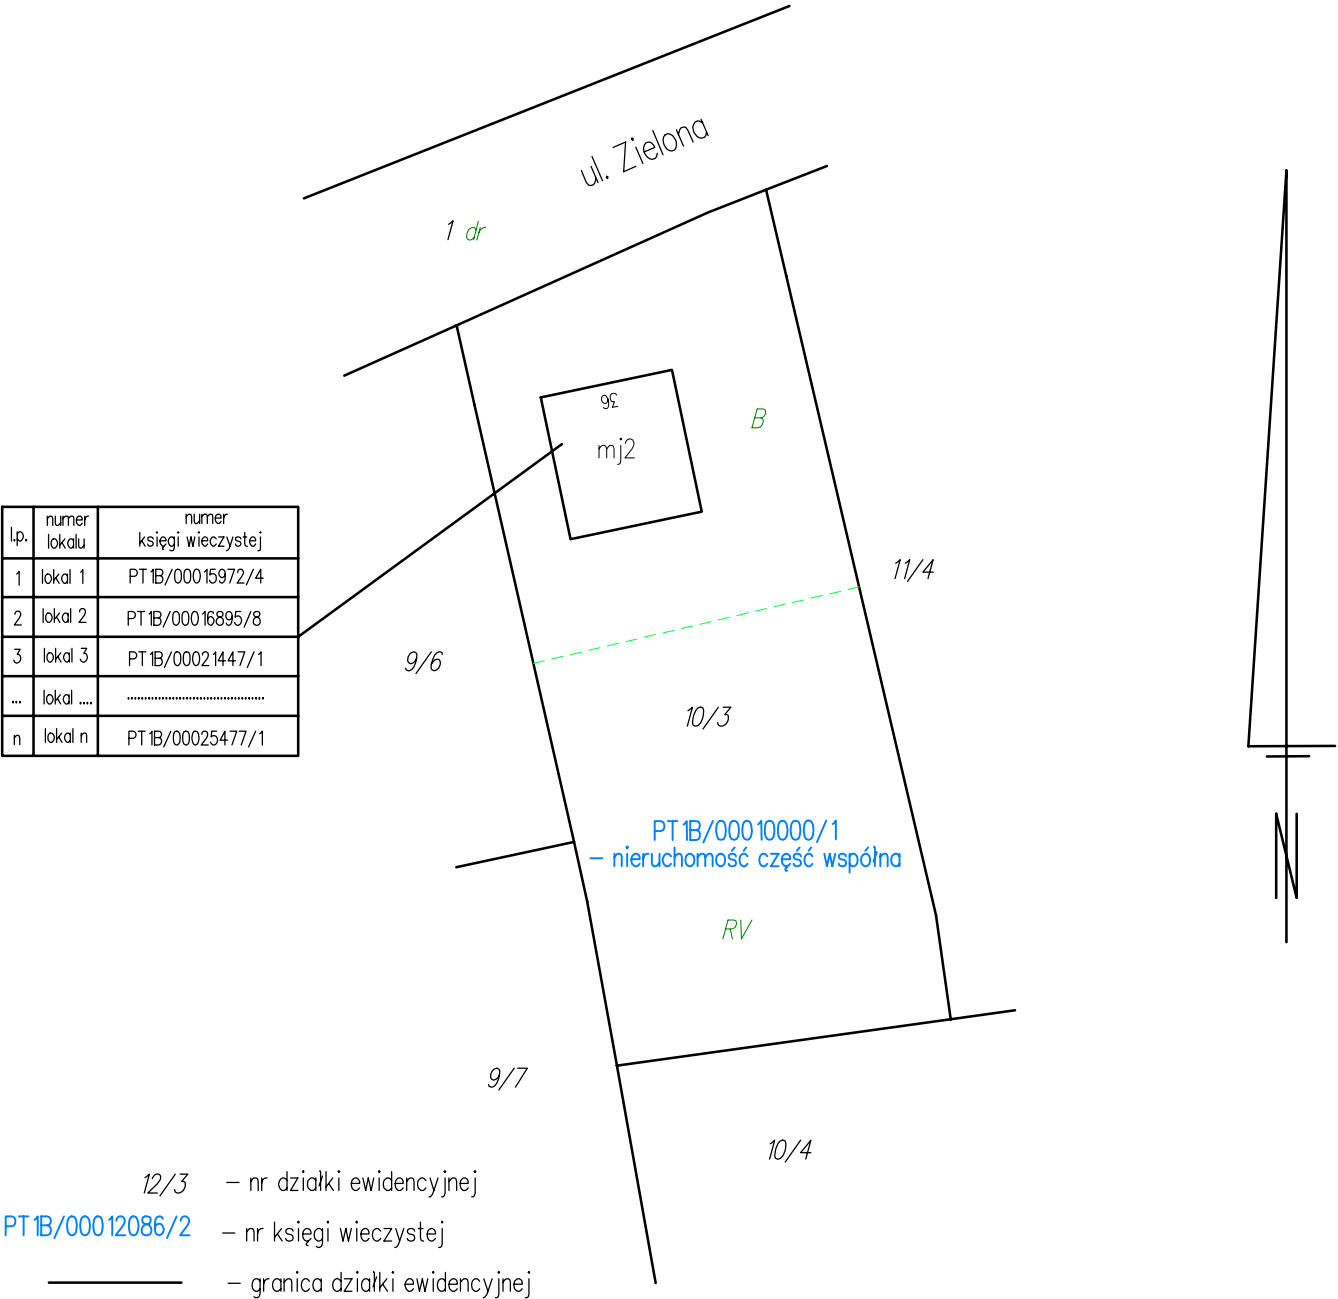 ul. Zielona
1 dr
36
mj2
B
11/4
l.p. numer lokalu numer księgi wieczystej
1 lokal 1 PT1B/00015972/4
2 lokal 2 PT1B/00016895/8
3 lokal 3 PT1B/00021447/1
... lokal .... ......................................
n lokal n PT1B/00025477/1
9/6
10/3
PT1B/00010000/1
– nieruchomość część wspólna
RV
N
9/7
10/4
12/3 – nr działki ewidencyjnej
PT1B/00012086/2 – nr księgi wieczystej
– granica działki ewidencyjnej